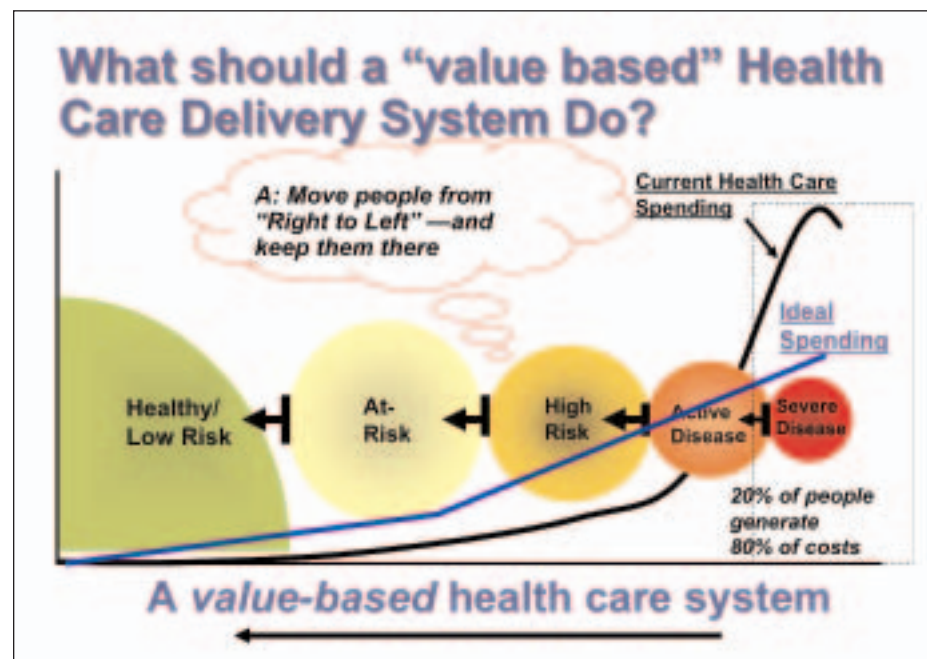 What should a “value based” Health
Care Delivery System Do?
A: Move people from
“Right to Left”—and
keep them there
Current Health Care
Spending
Ideal
Spending
Healthy/
Low Risk
At-
Risk
High
Risk
Active
Disease
Severe
Disease
20% of people
generate
80% of costs
A value-based health care system